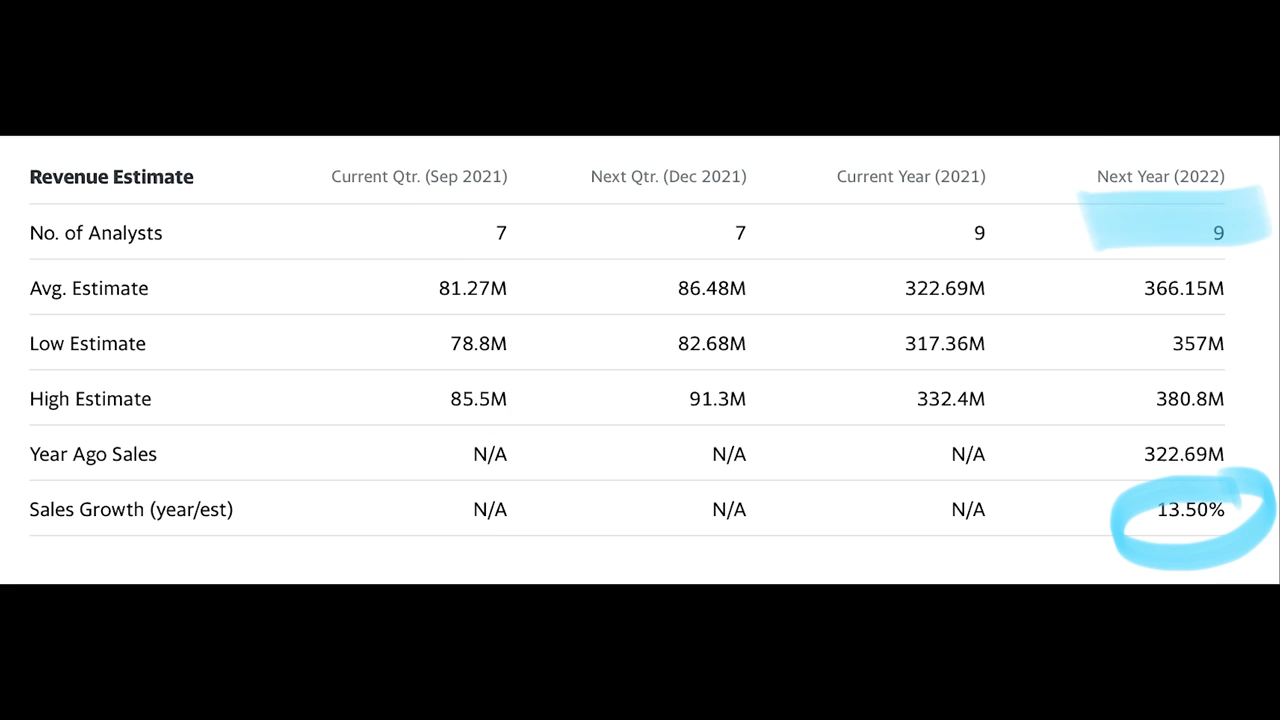 Revenue Estimate Current Qtr. (Sep 2021) Next Qtr. (Dec 2021) Current Year (2021) Next Year (2022)
No. of Analysts 7 7 9 9
Avg. Estimate 81.27M 86.48M 322.69M 366.15M
Low Estimate 78.8M 82.68M 317.36M 357M
High Estimate 85.5M 91.3M 332.4M 380.8M
Year Ago Sales N/A N/A N/A 322.69M
Sales Growth (year/est) N/A N/A N/A 13.50%